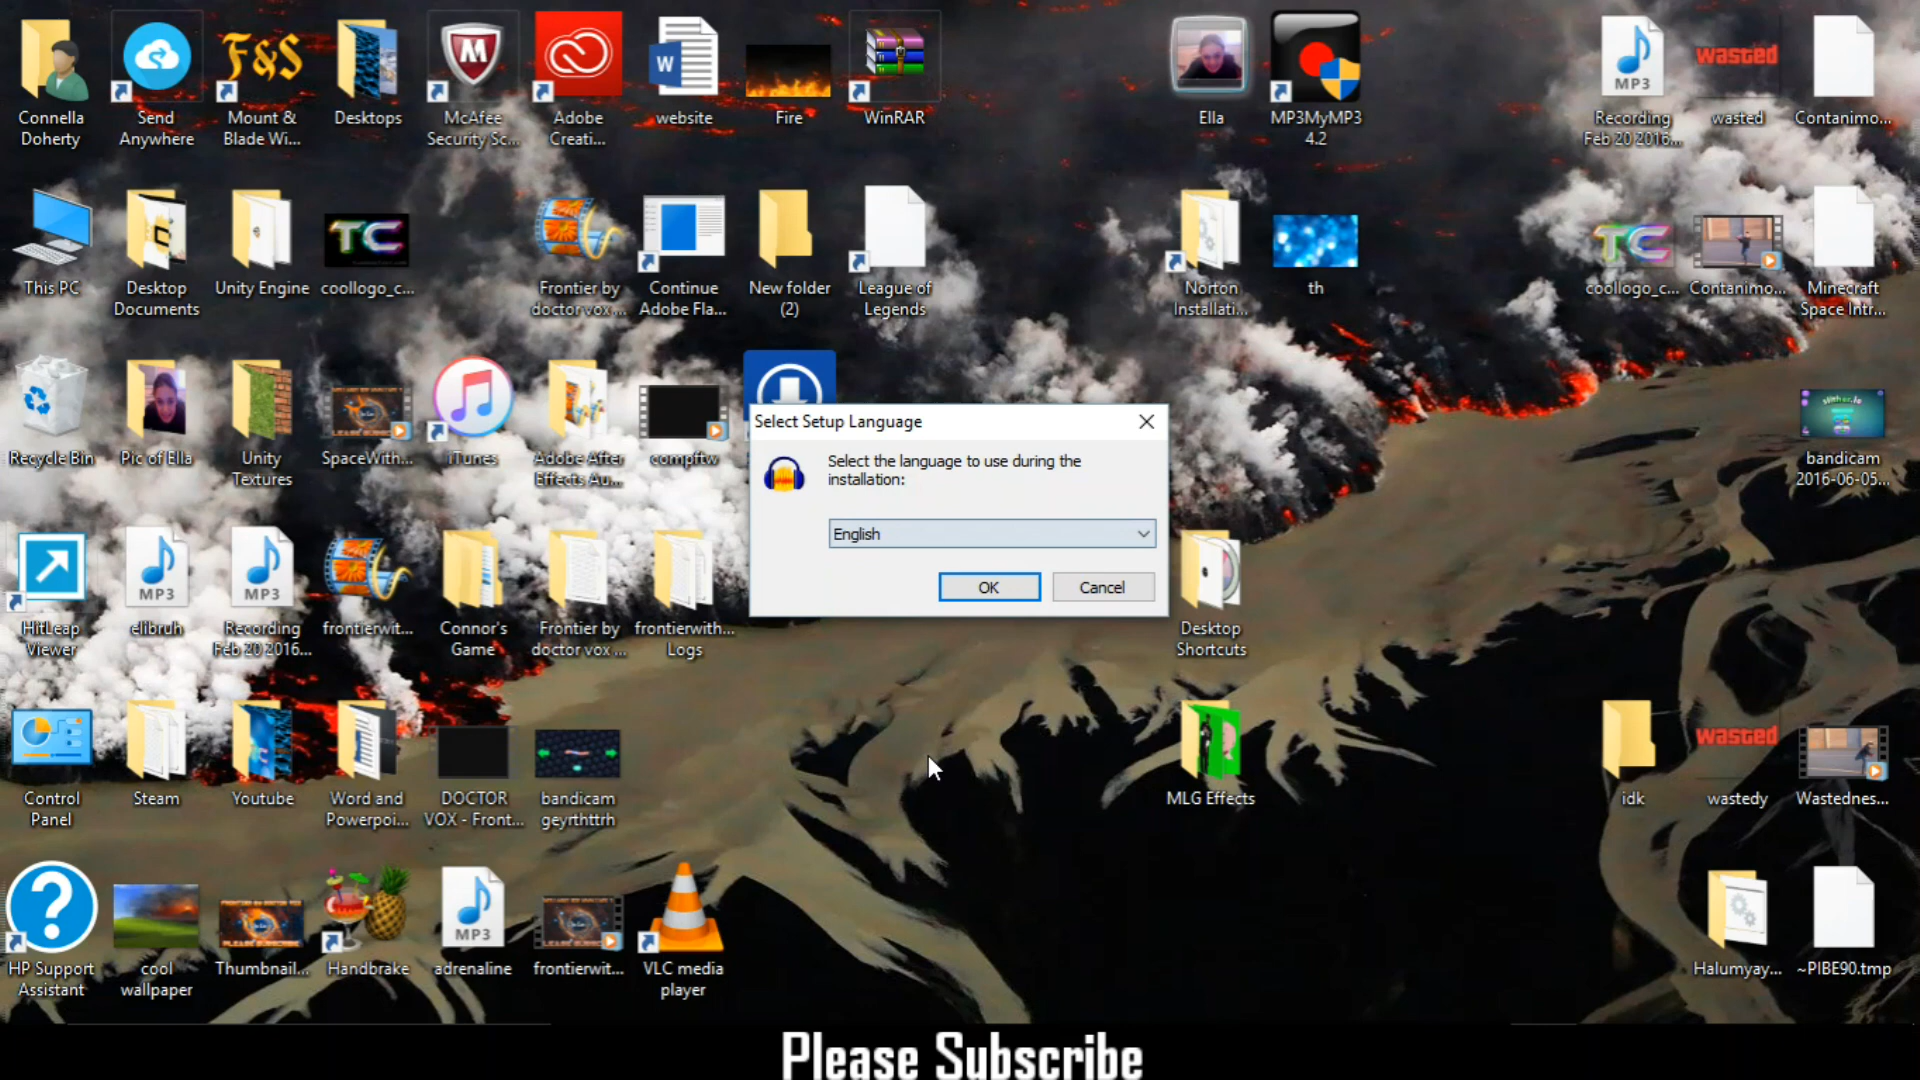 Connella
Doherty
Send
Anywhere
F&S
Mount &
Blade Wi...
Desktops
McAfee
Security Sc...
Adobe
Creati...
W
website
Fire
WinRAR
Ella
MP3MyMP3
4.2
MP3
Recording
Feb 20 2016...
wasted
wasted
Contanimo...
This PC
Desktop
Documents
Unity Engine
TC
coollogo_c...
Frontier by
doctor vox ...
Continue
Adobe Fla...
New folder
(2)
League of
Legends
Norton
Installati...
th
TC
coollogo_c...
Contanimo...
Minecraft
Space Intr...
Recycle Bin
Pic of Ella
Unity
Textures
SpaceWith...
iTunes
Adobe After
Effects Au...
compftw
Select Setup Language
Select the language to use during the
installation:
English
OK
Cancel
bandicam
2016-06-05...
HitLeap
Viewer
MP3
elibruh
MP3
Recording
Feb 20 2016...
frontierwit...
Connor's
Game
Frontier by
doctor vox ...
frontierwith...
Logs
Desktop
Shortcuts
Control
Panel
Steam
Youtube
Word and
Powerpoi...
DOCTOR
VOX - Front...
bandicam
geyrthttrh
MLG Effects
idk
wasted
wastedy
Wastednes...
HP Support
Assistant
cool
wallpaper
Thumbnail...
Handbrake
MP3
adrenaline
frontierwit...
VLC media
player
Halumyay...
~PIBE90.tmp
Please Subscribe